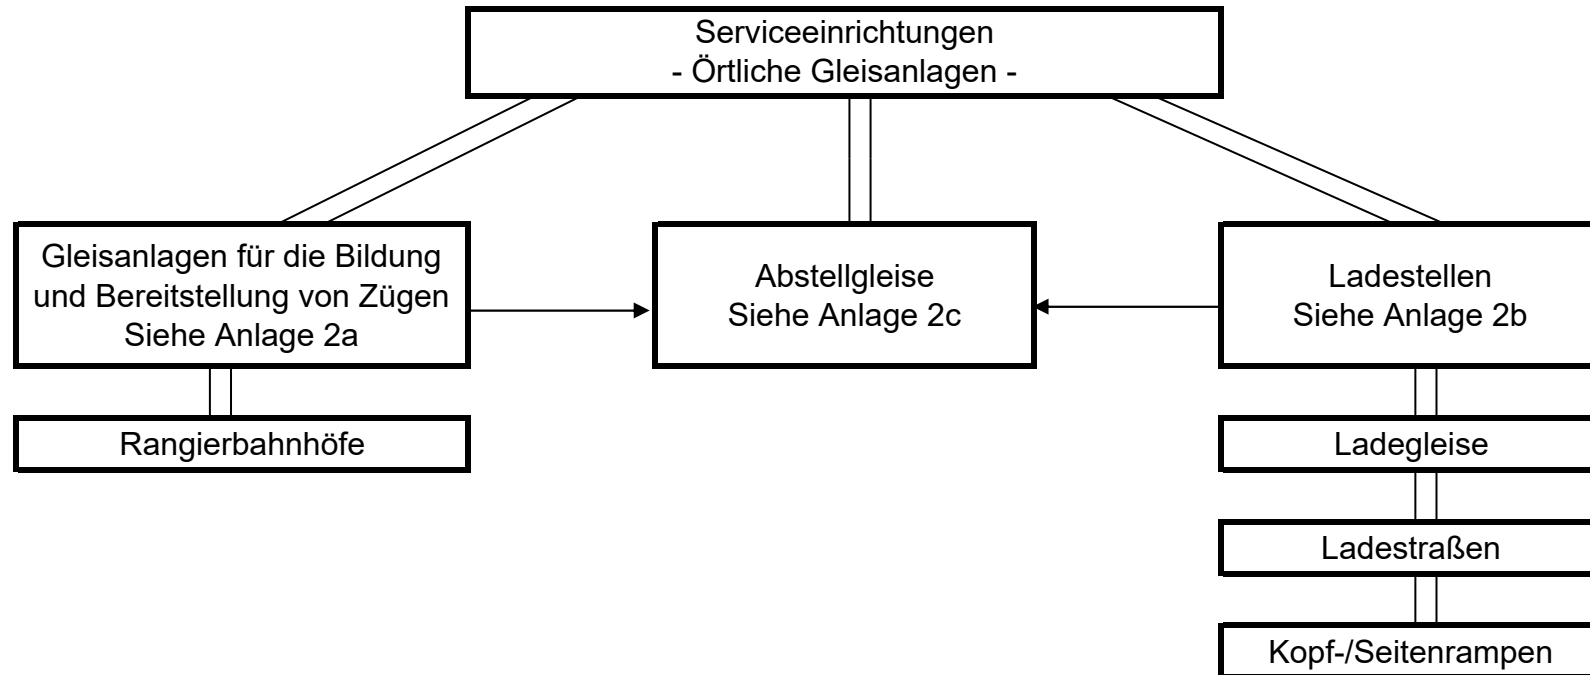 Serviceeinrichtungen
- Örtliche Gleisanlagen -
Gleisanlagen für die Bildung
und Bereitstellung von Zügen
Siehe Anlage 2a
Abstellgleise
Siehe Anlage 2c
Ladestellen
Siehe Anlage 2b
Rangierbahnhöfe
Ladegleise
Ladestraßen
Kopf-/Seitenrampen